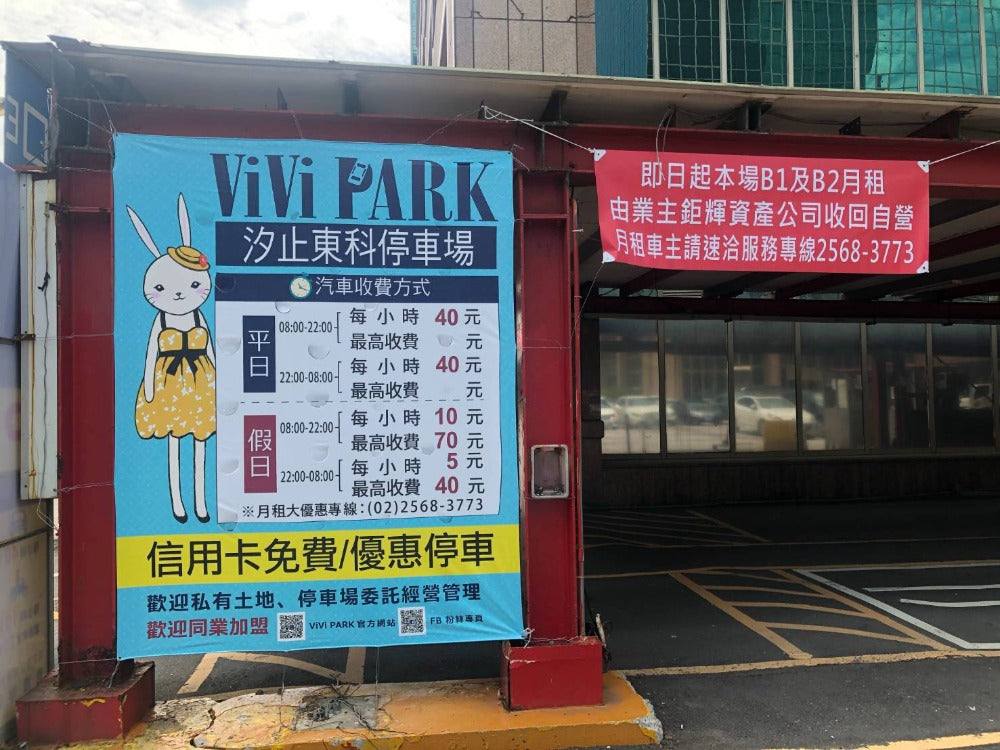 ViVi PARK
汐止東科停車場
汽車收費方式
平日
08:00-22:00
每小時 40 元
最高收費 元
22:00-08:00
每小時 40 元
最高收費 元
假日
08:00-22:00
每小時 10 元
最高收費 70 元
22:00-08:00
每小時 5 元
最高收費 40 元
※月租大優惠專線:(02)2568-3773
信用卡免費/優惠停車
歡迎私有土地、停車場委託經營管理
歡迎同業加盟 ViVi PARK 官方網站 FB 粉絲專頁
即日起本場B1及B2月租
由業主鉅輝資產公司收回自營
月租車主請速洽服務專線2568-3773